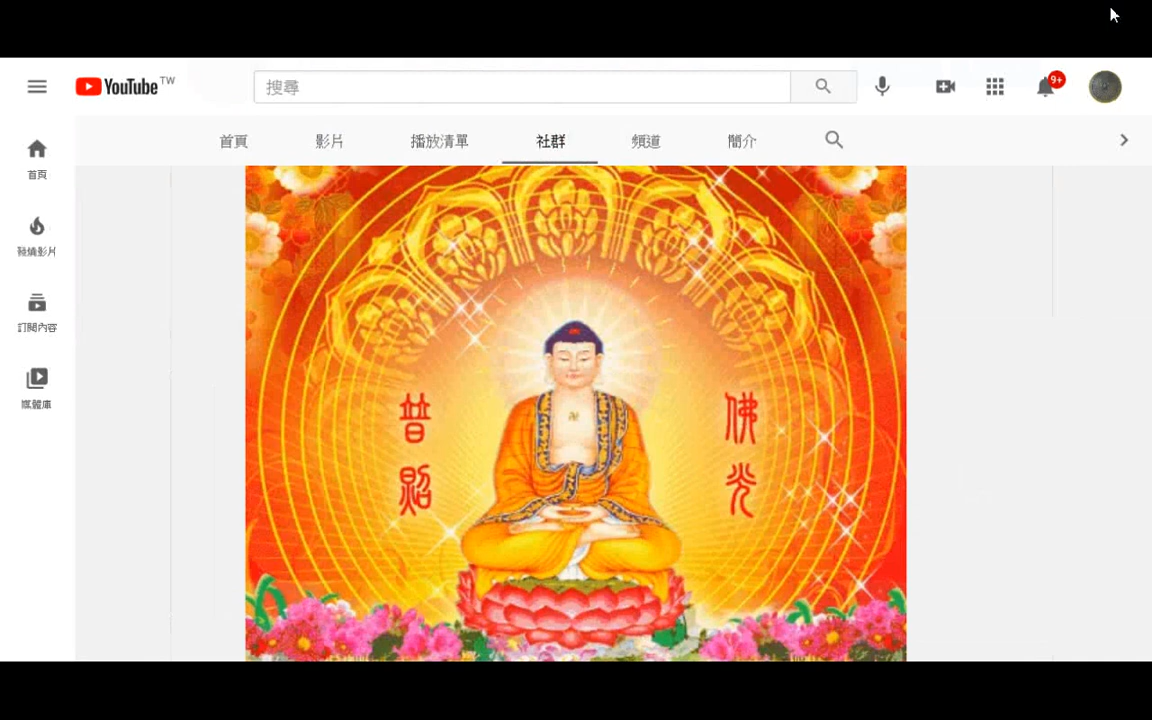 YouTube TW
搜尋
9+
首頁
影片
播放清單
社群
頻道
簡介
首頁
發燒影片
訂閱內容
媒體庫
佛光
普照